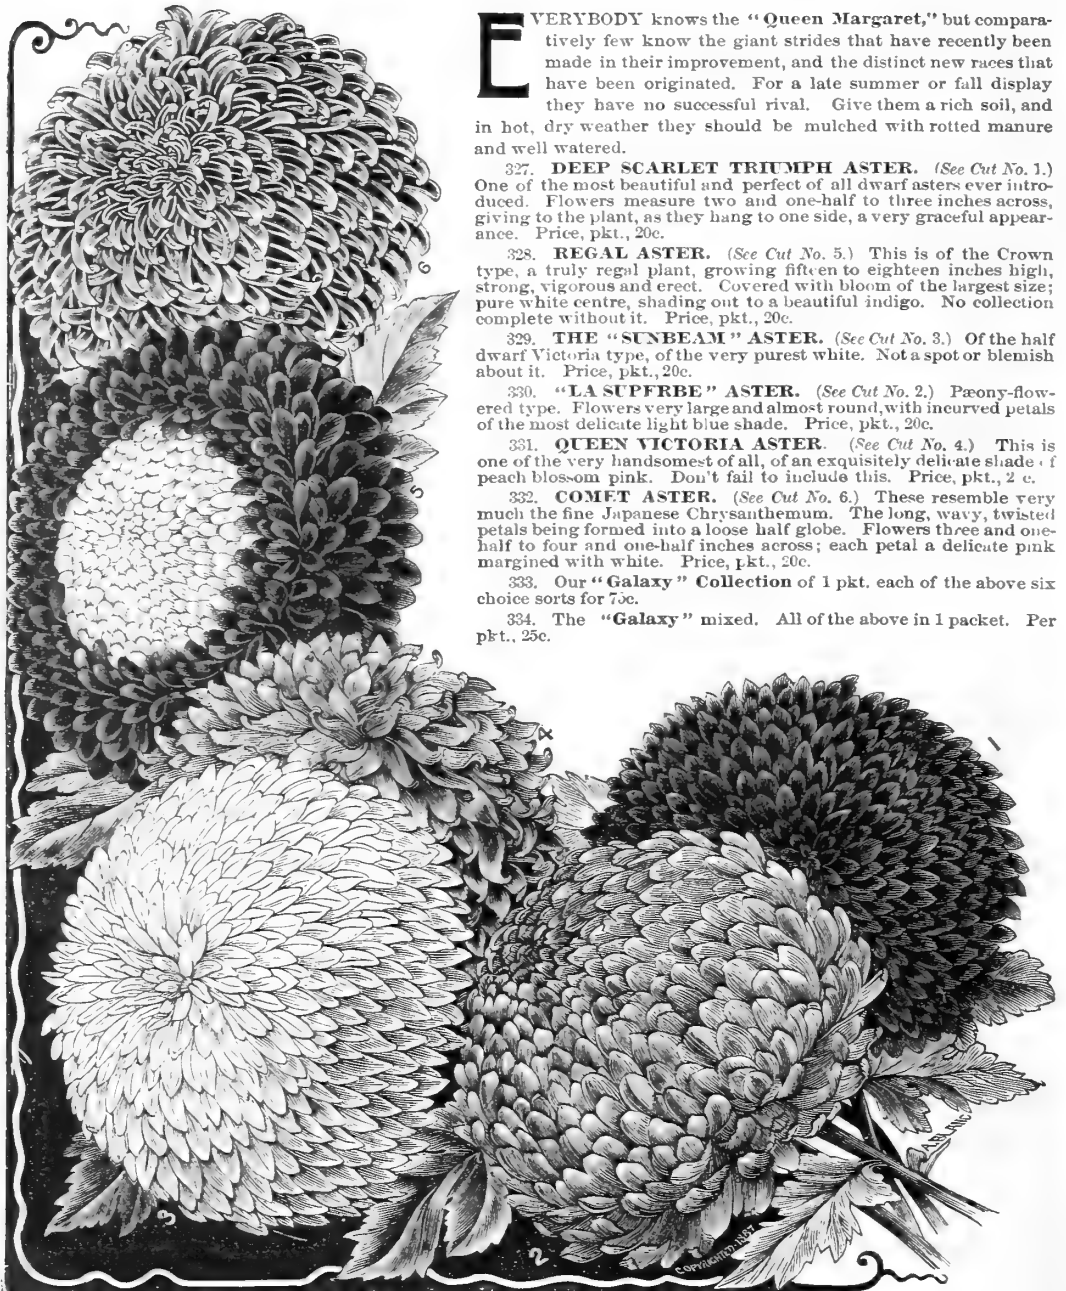 EVERYBODY knows the "Queen Margaret," but compara-
tively few know the giant strides that have recently been
made in their improvement, and the distinct new races that
have been originated. For a late summer or fall display
they have no successful rival. Give them a rich soil, and
in hot, dry weather they should be mulched with rotted manure
and well watered.
327. DEEP SCARLET TRIUMPH ASTER. (See Cut No. 1.)
One of the most beautiful and perfect of all dwarf asters ever intro-
duced. Flowers measure two and one-half to three inches across,
giving to the plant, as they hang to one side, a very graceful appear-
ance. Price, pkt., 20c.
328. REGAL ASTER. (See Cut No. 5.) This is of the Crown
type, a truly regal plant, growing fifteen to eighteen inches high,
strong, vigorous and erect. Covered with bloom of the largest size;
pure white centre, shading out to a beautiful indigo. No collection
complete without it. Price, pkt., 20c.
329. THE "SUNBEAM" ASTER. (See Cut No. 3.) Of the half
dwarf Victoria type, of the very purest white. Not a spot or blemish
about it. Price, pkt., 20c.
330. "LA SUPERBE" ASTER. (See Cut No. 2.) Pæony-flow-
ered type. Flowers very large and almost round, with incurved petals
of the most delicate light blue shade. Price, pkt., 20c.
331. QUEEN VICTORIA ASTER. (See Cut No. 4.) This is
one of the very handsomest of all, of an exquisitely delicate shade of
peach blossom pink. Don't fail to include this. Price, pkt., 2 c.
332. COMET ASTER. (See Cut No. 6.) These resemble very
much the fine Japanese Chrysanthemum. The long, wavy, twisted
petals being formed into a loose half globe. Flowers three and one-
half to four and one-half inches across; each petal a delicate pink
margined with white. Price, pkt., 20c.
333. Our "Galaxy" Collection of 1 pkt. each of the above six
choice sorts for 75c.
334. The "Galaxy" mixed. All of the above in 1 packet. Per
pkt., 25c.
6
5
4
1
3
2
COPYRIGHTED. 1887